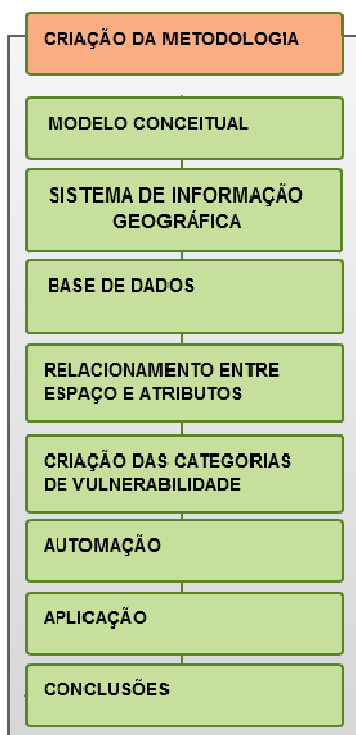 CRIAÇÃO DA METODOLOGIA
MODELO CONCEITUAL
SISTEMA DE INFORMAÇÃO
GEOGRÁFICA
BASE DE DADOS
RELACIONAMENTO ENTRE
ESPAÇO E ATRIBUTOS
CRIAÇÃO DAS CATEGORIAS
DE VULNERABILIDADE
AUTOMAÇÃO
APLICAÇÃO
CONCLUSÕES